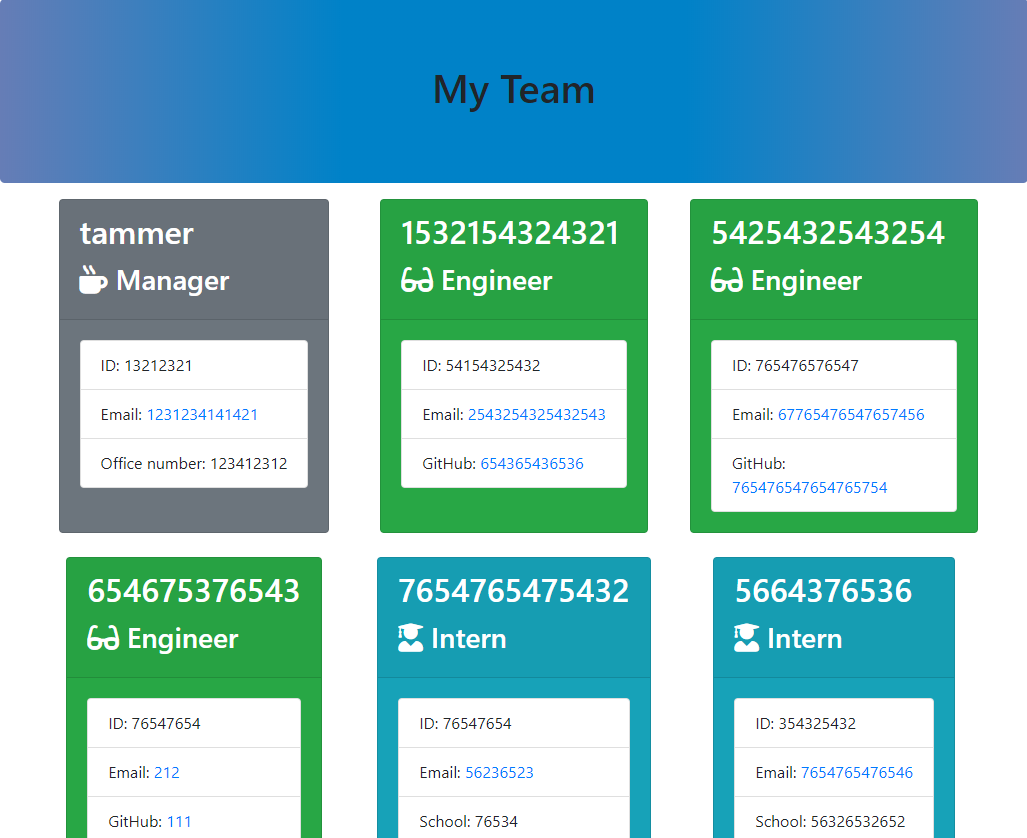 My Team
tammer
Manager
ID: 13212321
Email: 1231234141421
Office number: 123412312
1532154324321
Engineer
ID: 54154325432
Email: 2543254325432543
GitHub: 654365436536
5425432543254
Engineer
ID: 765476576547
Email: 67765476547657456
GitHub:
765476547654765754
654675376543
Engineer
ID: 76547654
Email: 212
GitHub: 111
7654765475432
Intern
ID: 76547654
Email: 56236523
School: 76534
5664376536
Intern
ID: 354325432
Email: 7654765476546
School: 56326532652